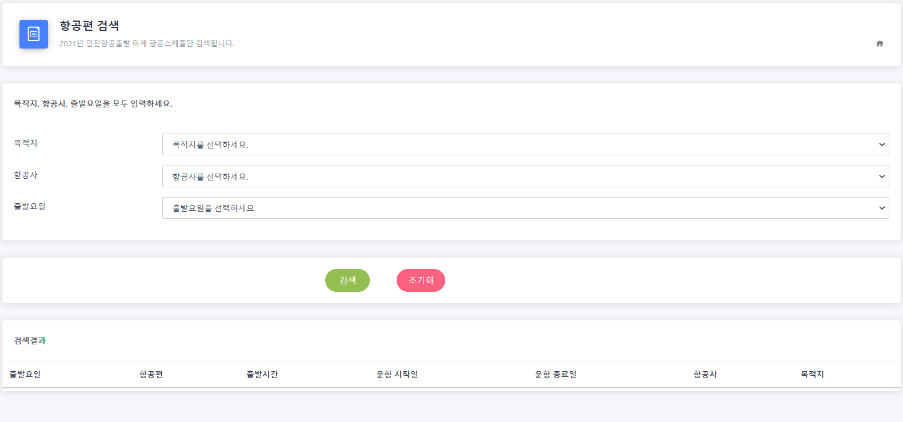 항공편 검색
2021년 인천항공출발 하계 항공스케줄만 검색됩니다.
목적지, 항공사, 출발요일을 모두 입력하세요.
목적지 목적지를 선택하세요.
항공사 항공사를 선택하세요.
출발요일 출발요일을 선택하세요
검색 초기화
검색결과
출발요일 항공편 출발시간 운항 시작일 운항 종료일 항공사 목적지